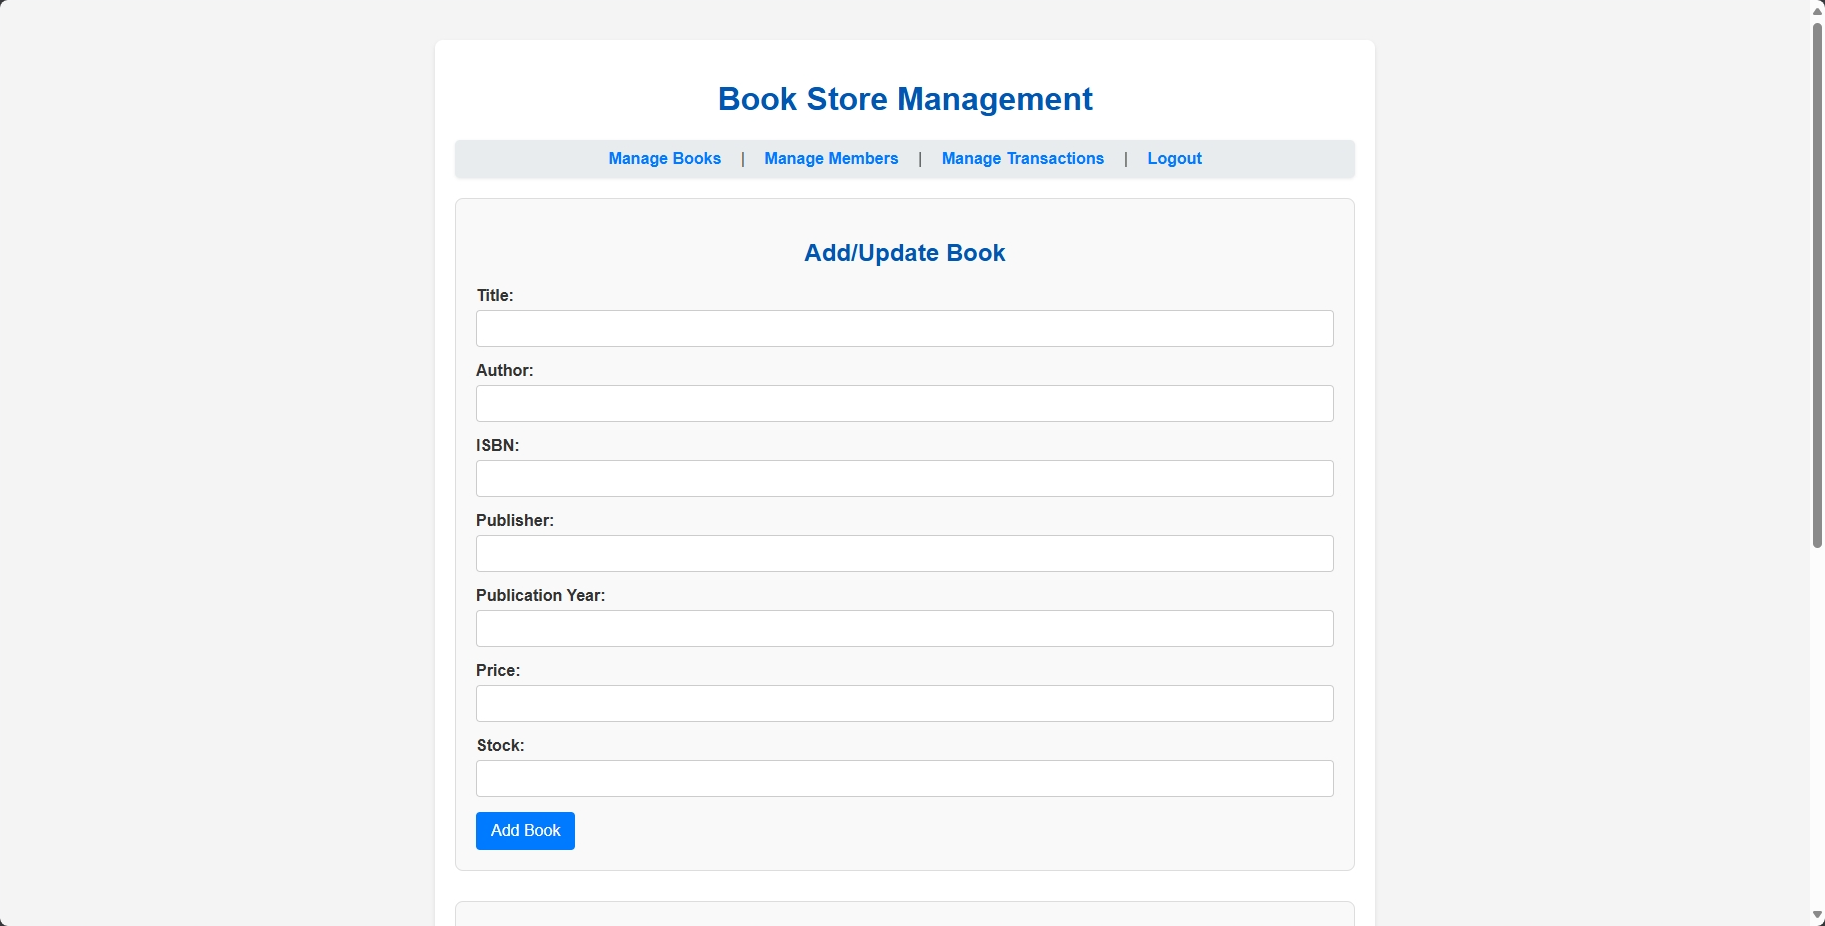 Book Store Management
Manage Books | Manage Members | Manage Transactions | Logout
Add/Update Book
Title:
Author:
ISBN:
Publisher:
Publication Year:
Price:
Stock:
Add Book